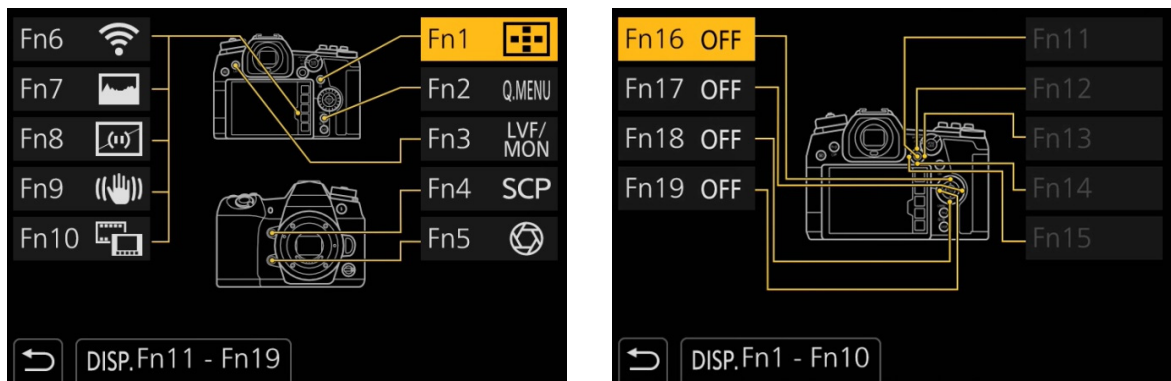 Fn6
Fn7
Fn8
Fn9
Fn10
Fn1
Fn2 Q.MENU
Fn3 LVF/
MON
Fn4 SCP
Fn5
DISP.Fn11 - Fn19
Fn16 OFF
Fn17 OFF
Fn18 OFF
Fn19 OFF
Fn11
Fn12
Fn13
Fn14
Fn15
DISP.Fn1 - Fn10